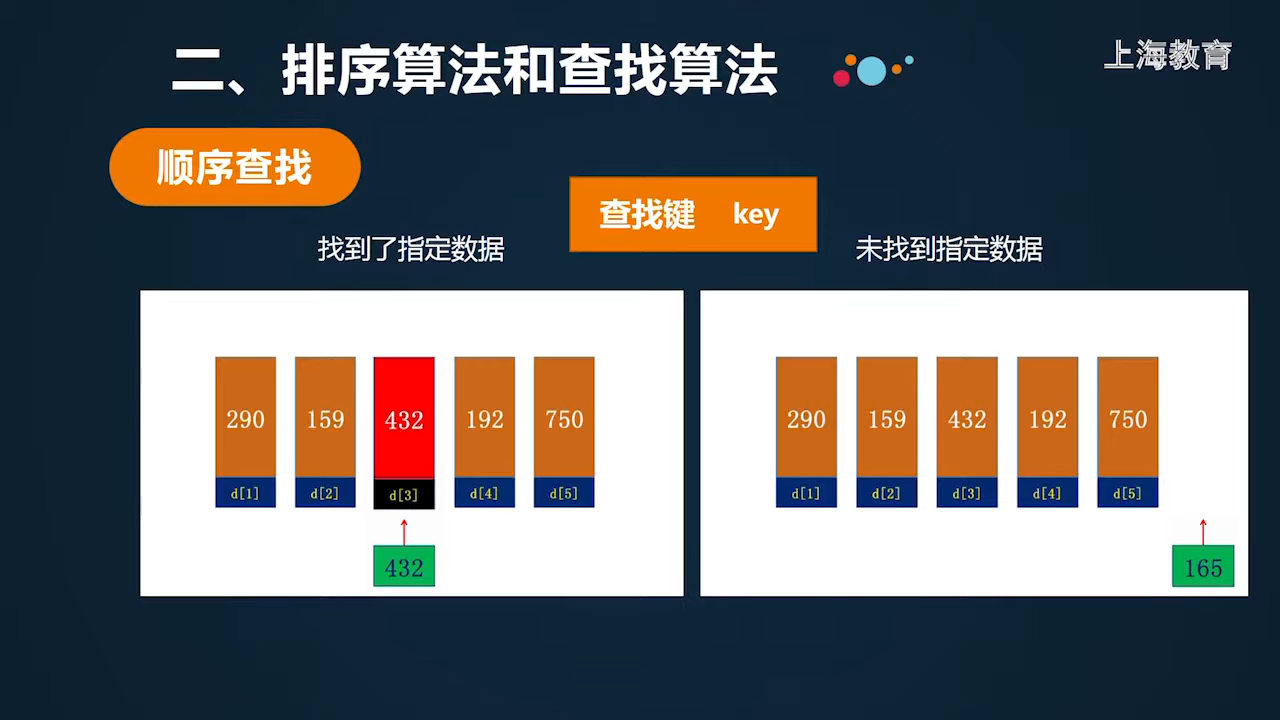 二、排序算法和查找算法
上海教育
顺序查找
查找键 key
找到了指定数据
未找到指定数据
290 159 432 192 750
d[1] d[2] d[3] d[4] d[5]
432
290 159 432 192 750
d[1] d[2] d[3] d[4] d[5]
165